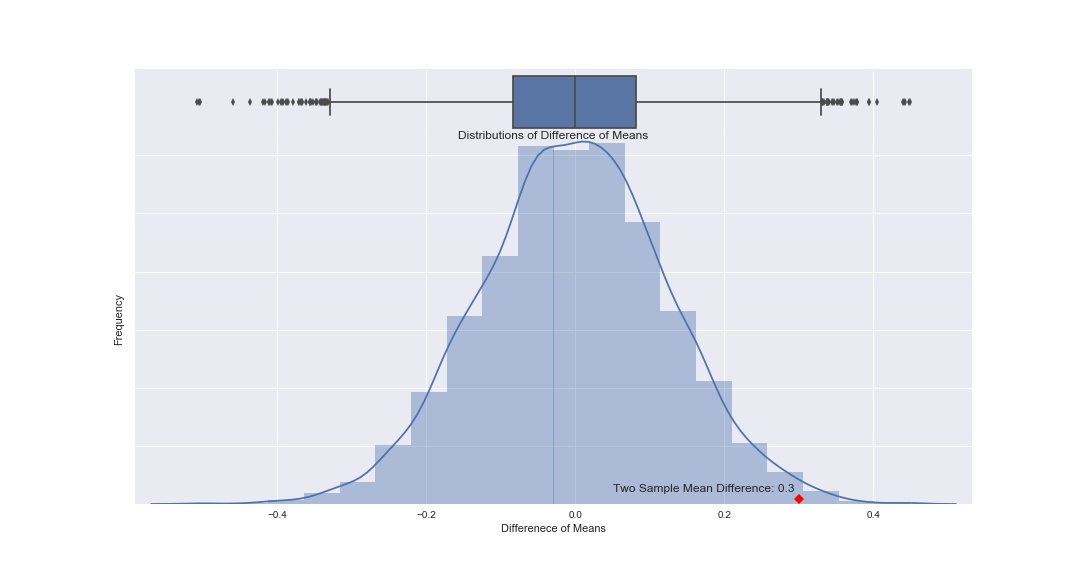 Distributions of Difference of Means
Frequency
Two Sample Mean Difference: 0.3
−0.4
−0.2
0.0
0.2
0.4
Differenece of Means